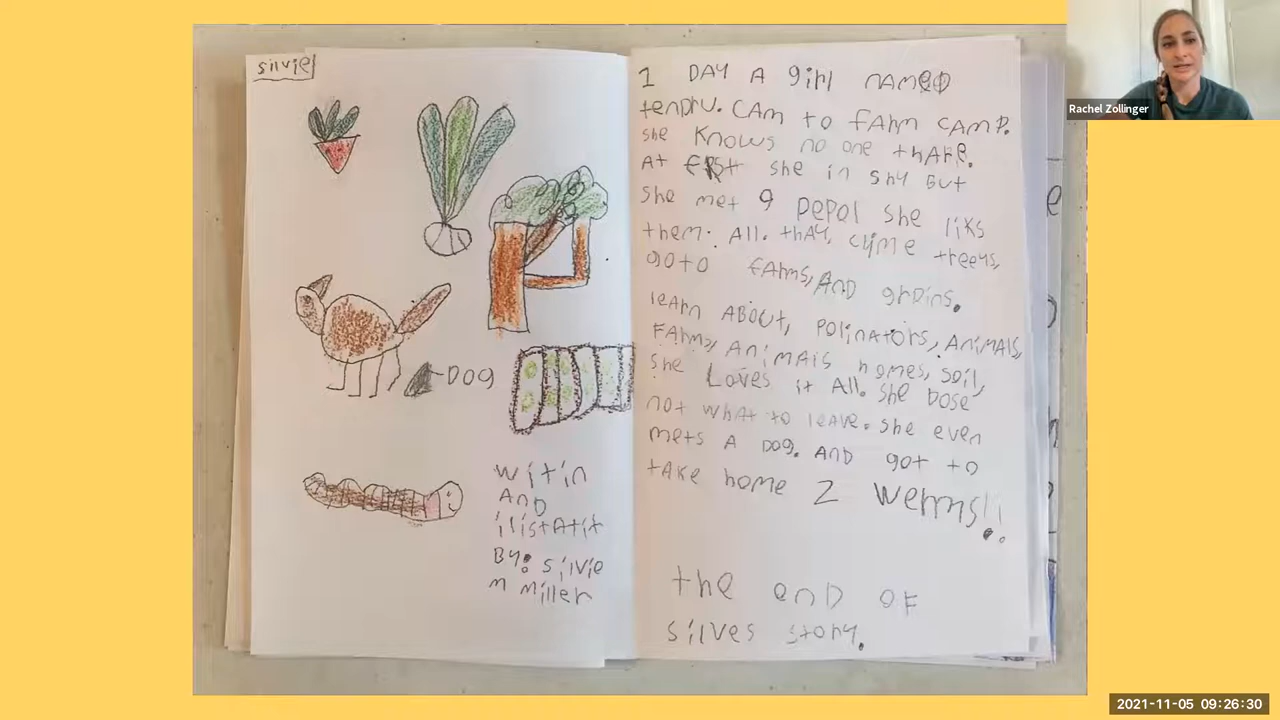 silvie
DOG
writin
AND
ilistAtit
BY: silvie
m miller
1 DAY A girl NAMED
tendru. CAm to fArm CAMP.
she knows no one thARe.
At first she in shy But
she met 9 pepol she liks
them. All. thAy, clime treeys,
goto fArms, And grdins.
leArn ABOut, polinators, Animals,
FArms, Animals homes, soil,
she Loves it All. she dose
not whAt to leAve. she even
mets A DOG. AND got to
tAke home 2 werms!!
the enD of
silves story.
Rachel Zollinger
2021-11-05 09:26:30